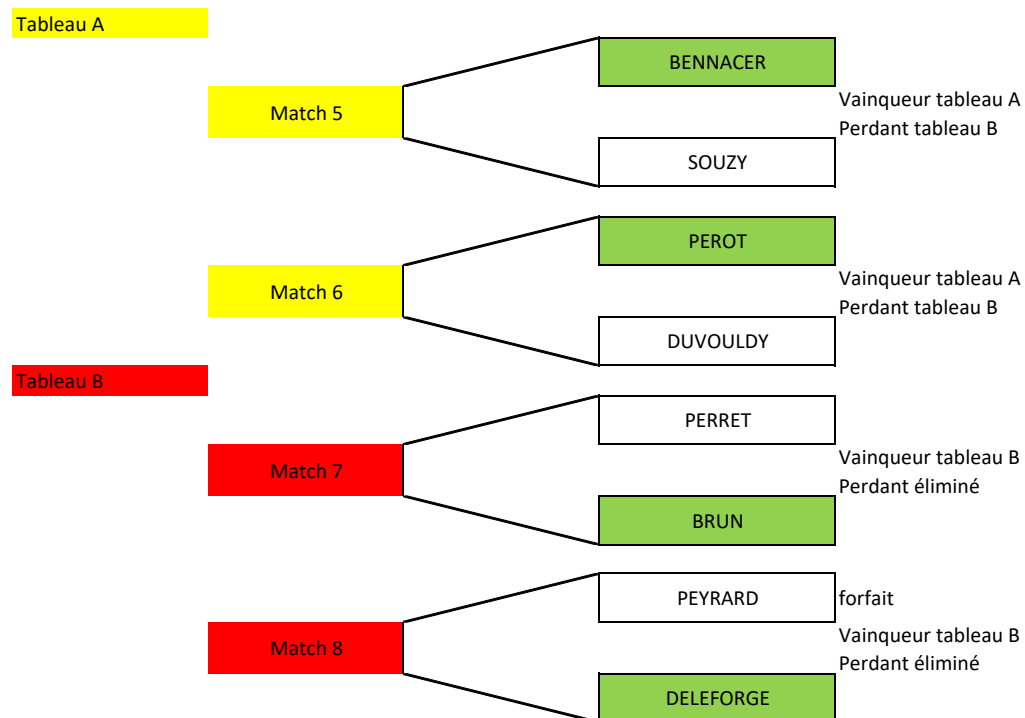 Tableau A
BENNACER
Match 5
Vainqueur tableau A
Perdant tableau B
SOUZY
PEROT
Match 6
Vainqueur tableau A
Perdant tableau B
DUVOULDY
Tableau B
PERRET
Match 7
Vainqueur tableau B
Perdant éliminé
BRUN
PEYRARD forfait
Match 8
Vainqueur tableau B
Perdant éliminé
DELEFORGE